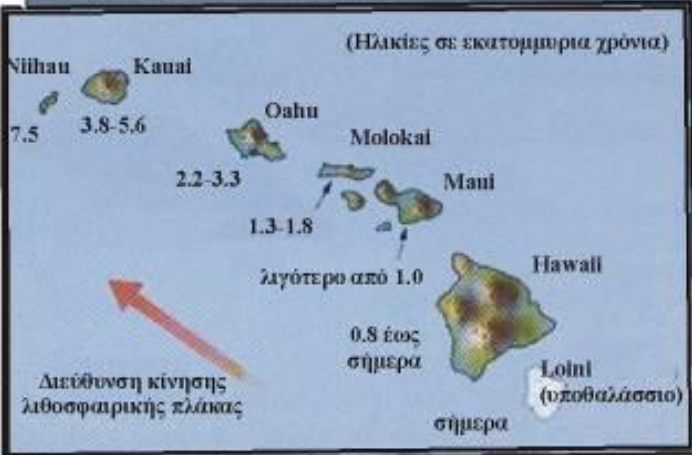 (Ηλικίες σε εκατομμυρια χρόνια)
Niihau
Kauai
7.5
3.8-5.6
Oahu
2.2-3.3
Molokai
1.3-1.8
Maui
λιγότερο από 1.0
Hawaii
0.8 έως
σήμερα
Loini
(υποθαλάσσιο)
σήμερα
Διεύθυνση κίνησης
λιθοσφαιρικής πλάκας